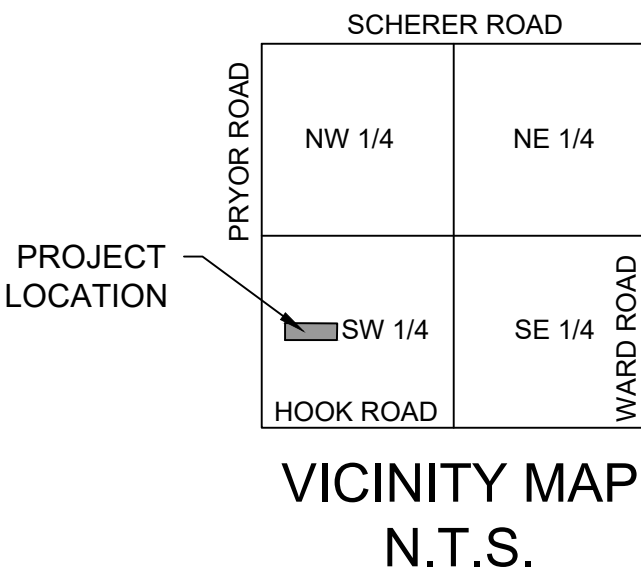 SCHERER ROAD
PRYOR ROAD
NW 1/4
NE 1/4
PROJECT
LOCATION
SW 1/4
SE 1/4
WARD ROAD
HOOK ROAD
VICINITY MAP
N.T.S.